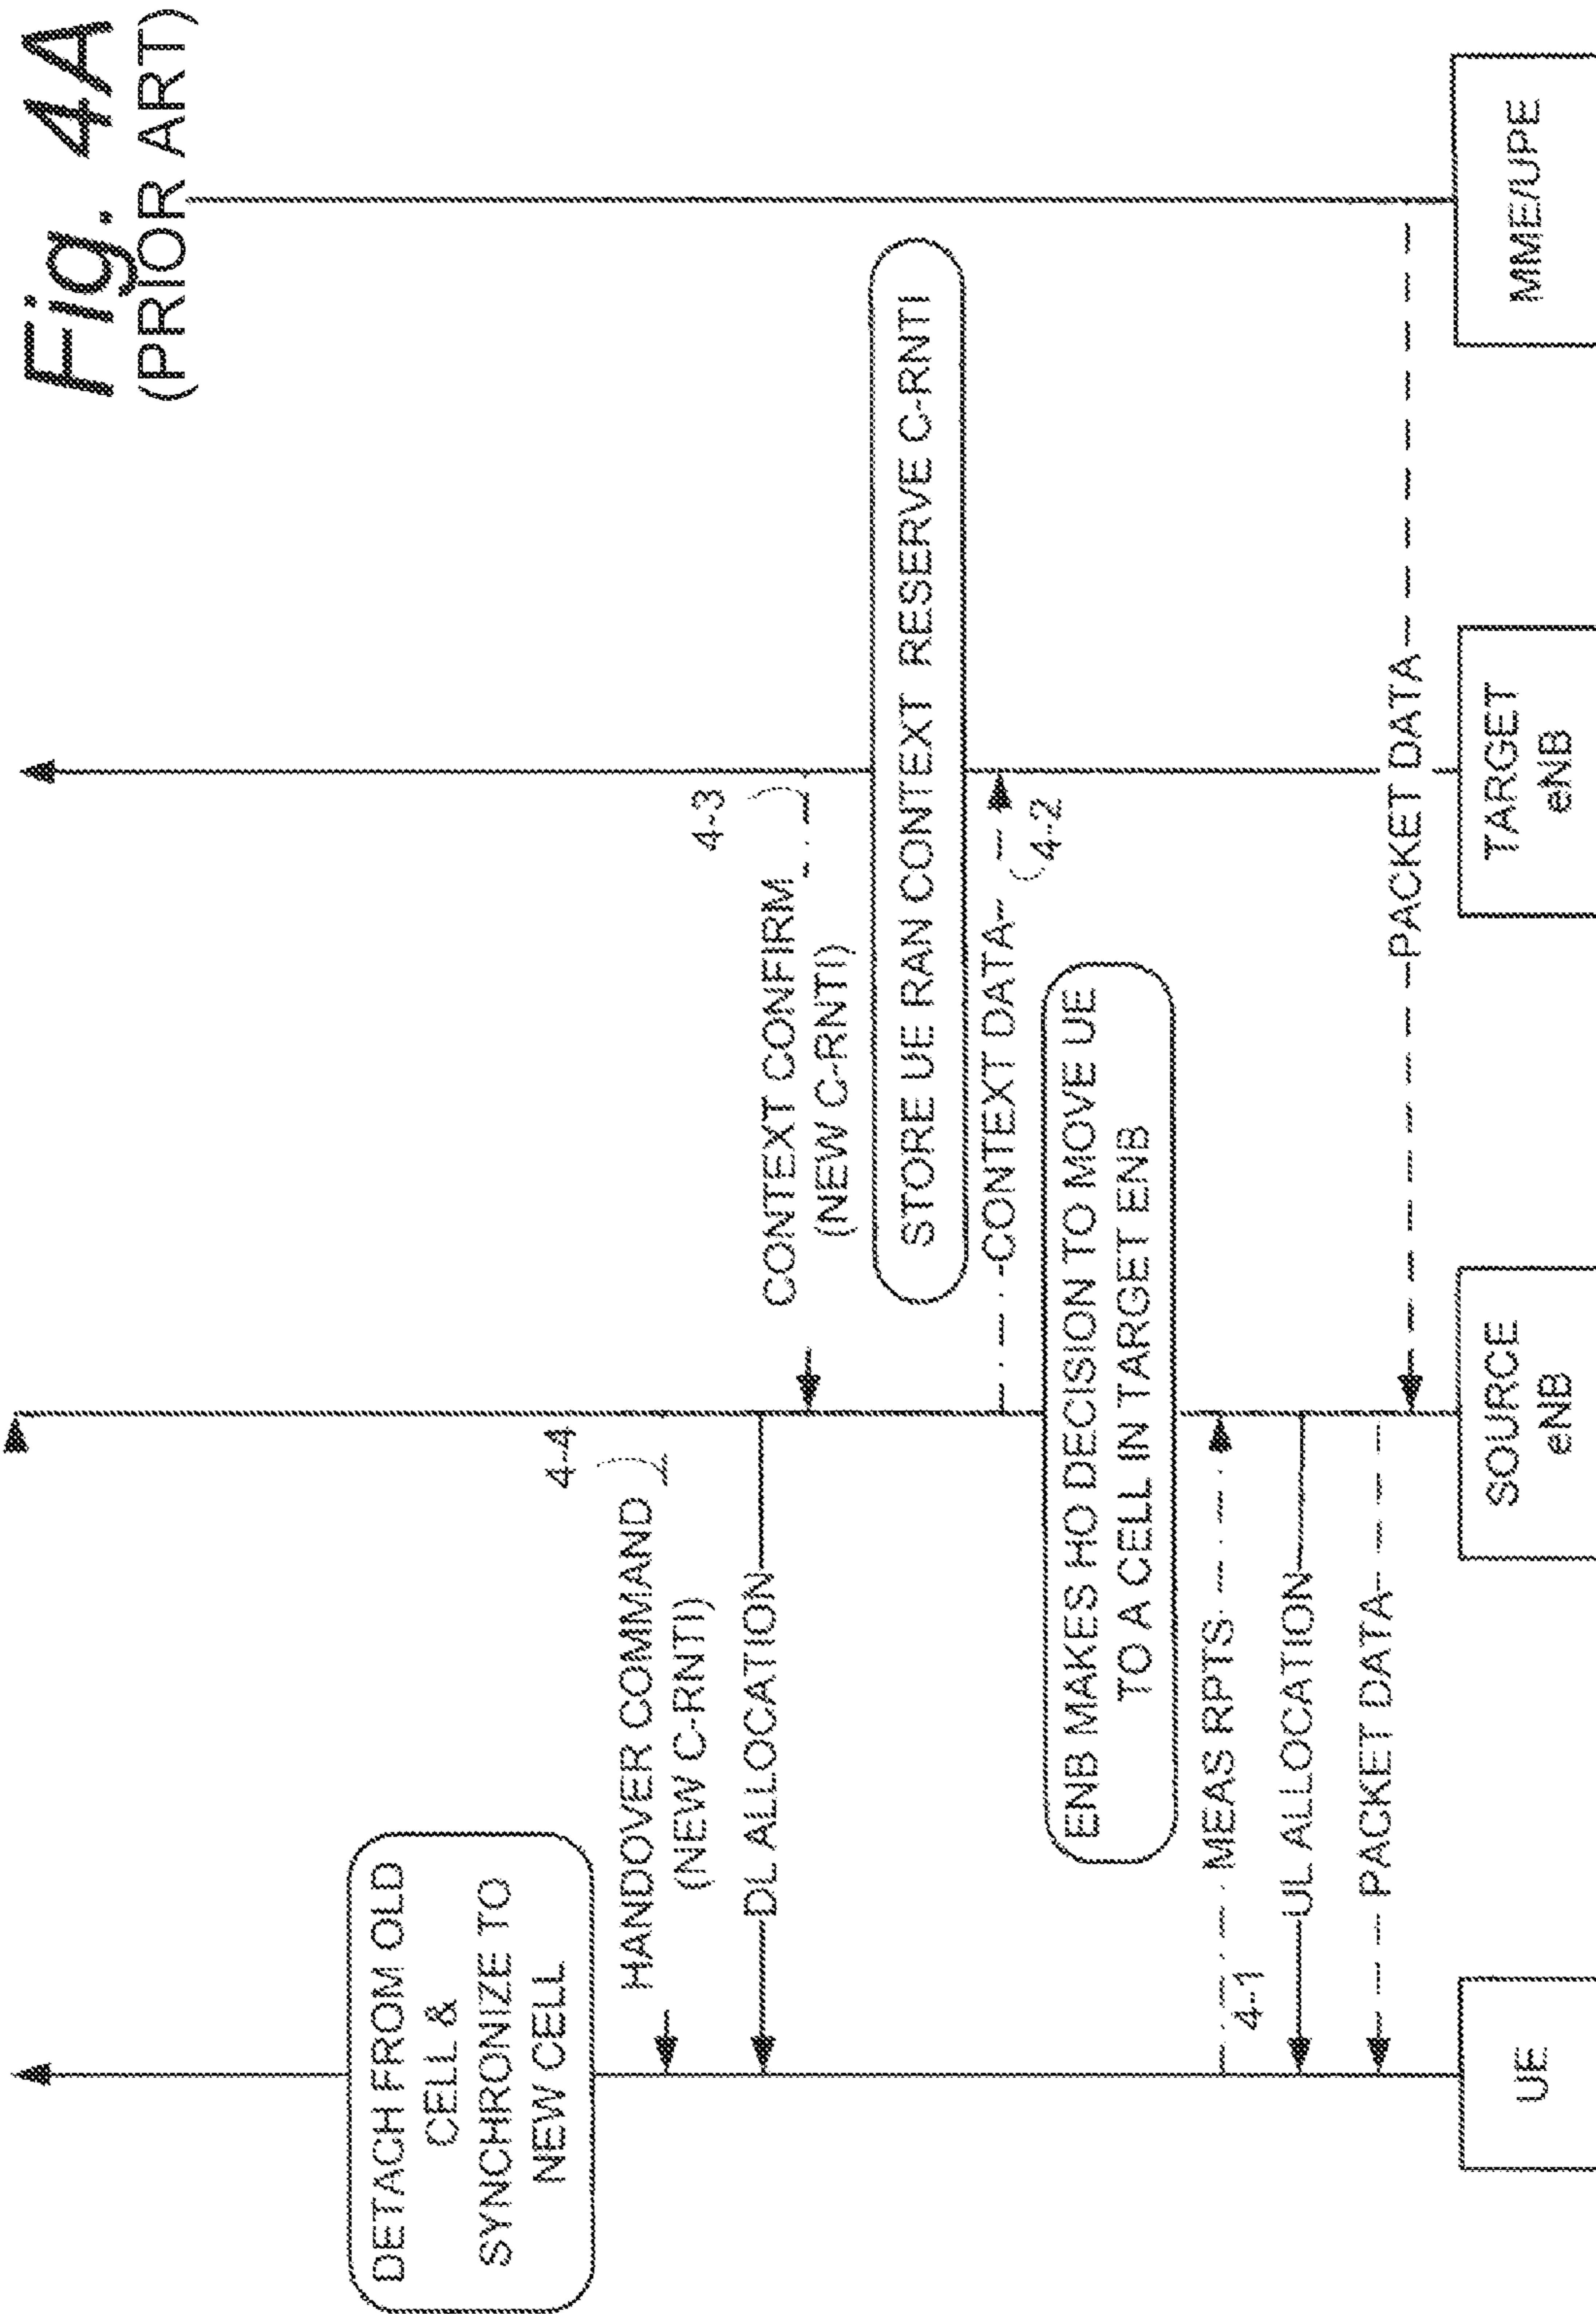 Fig. 4A
(PRIOR ART)
DETACH FROM OLD
CELL &
SYNCHRONIZE TO
NEW CELL
4-4
HANDOVER COMMAND
(NEW C-RNTI)
DL ALLOCATION
4-3
CONTEXT CONFIRM
(NEW C-RNTI)
STORE UE RAN CONTEXT RESERVE C-RNTI
CONTEXT DATA
4-2
ENB MAKES HO DECISION TO MOVE UE
TO A CELL IN TARGET ENB
MEAS RPTS
4-1
UL ALLOCATION
PACKET DATA
PACKET DATA
UE
SOURCE
eNB
TARGET
eNB
MME/UPE